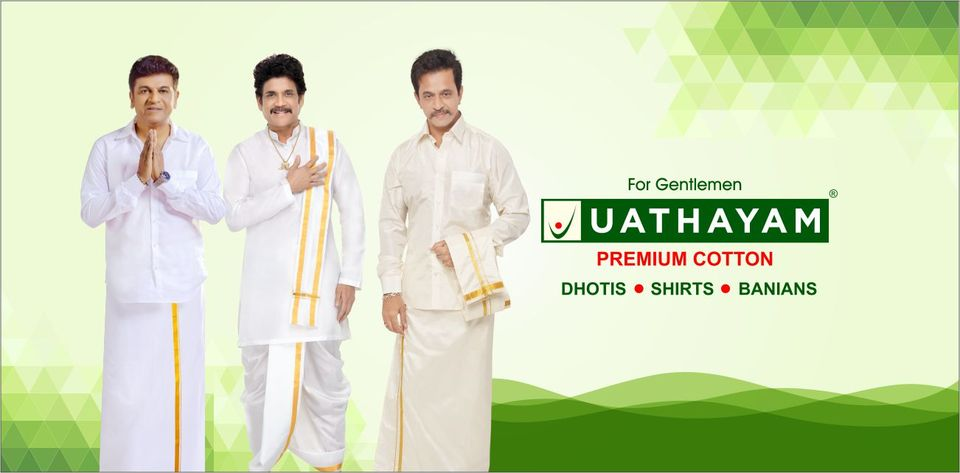 For Gentlemen
UATHAYAM®
PREMIUM COTTON
DHOTIS ● SHIRTS ● BANIANS